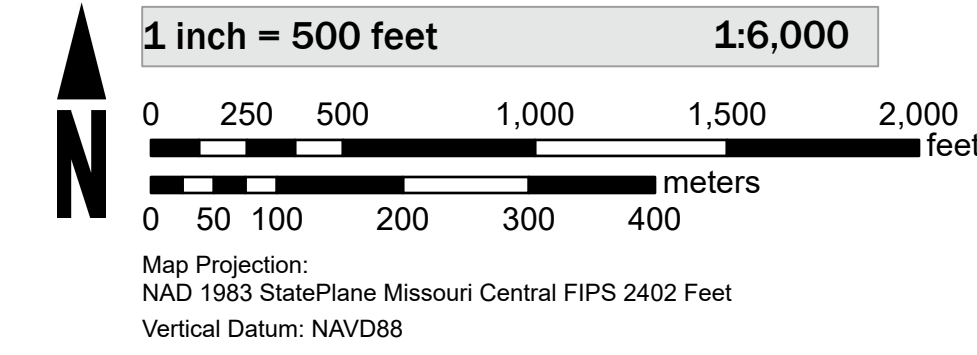 1 inch = 500 feet 1:6,000
0 250 500 1,000 1,500 2,000
feet
meters
0 50 100 200 300 400
N
Map Projection:
NAD 1983 StatePlane Missouri Central FIPS 2402 Feet
Vertical Datum: NAVD88